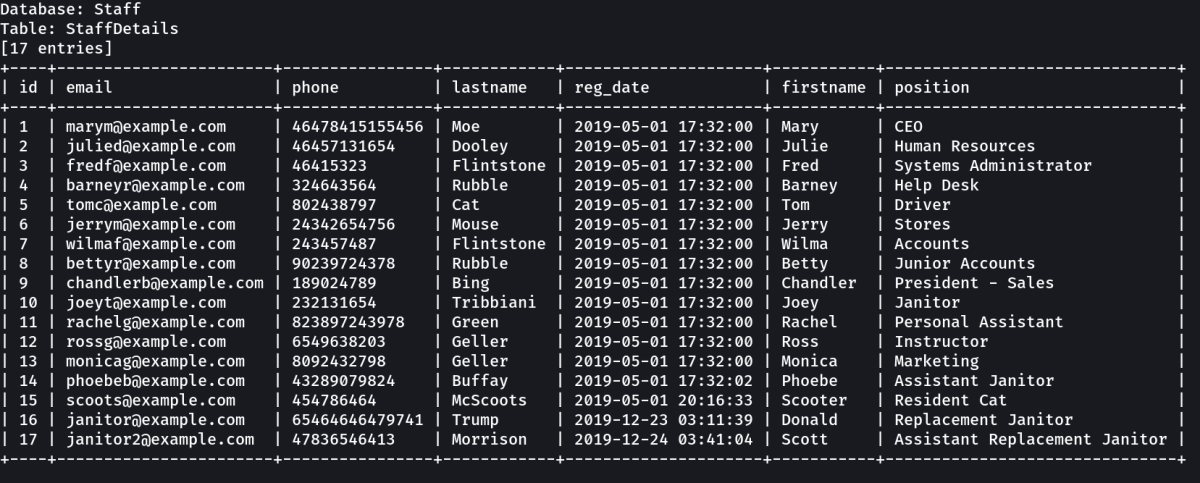 Database: Staff
Table: StaffDetails
[17 entries]
+----+------------------------+----------------+------------+---------------------+-----------+-------------------------------+
| id | email                  | phone          | lastname   | reg_date            | firstname | position                      |
+----+------------------------+----------------+------------+---------------------+-----------+-------------------------------+
| 1  | marym@example.com      | 46478415155456 | Moe        | 2019-05-01 17:32:00 | Mary      | CEO                           |
| 2  | julied@example.com     | 46457131654    | Dooley     | 2019-05-01 17:32:00 | Julie     | Human Resources               |
| 3  | fredf@example.com      | 46415323       | Flintstone | 2019-05-01 17:32:00 | Fred      | Systems Administrator         |
| 4  | barneyr@example.com    | 324643564      | Rubble     | 2019-05-01 17:32:00 | Barney    | Help Desk                     |
| 5  | tomc@example.com       | 802438797      | Cat        | 2019-05-01 17:32:00 | Tom       | Driver                        |
| 6  | jerrym@example.com     | 24342654756    | Mouse      | 2019-05-01 17:32:00 | Jerry     | Stores                        |
| 7  | wilmaf@example.com     | 243457487      | Flintstone | 2019-05-01 17:32:00 | Wilma     | Accounts                      |
| 8  | bettyr@example.com     | 90239724378    | Rubble     | 2019-05-01 17:32:00 | Betty     | Junior Accounts               |
| 9  | chandlerb@example.com  | 189024789      | Bing       | 2019-05-01 17:32:00 | Chandler  | President - Sales             |
| 10 | joeyt@example.com      | 232131654      | Tribbiani  | 2019-05-01 17:32:00 | Joey      | Janitor                       |
| 11 | rachelg@example.com    | 823897243978   | Green      | 2019-05-01 17:32:00 | Rachel    | Personal Assistant            |
| 12 | rossg@example.com      | 6549638203     | Geller     | 2019-05-01 17:32:00 | Ross      | Instructor                    |
| 13 | monicag@example.com    | 8092432798     | Geller     | 2019-05-01 17:32:00 | Monica    | Marketing                     |
| 14 | phoebeb@example.com    | 43289079824    | Buffay     | 2019-05-01 17:32:02 | Phoebe    | Assistant Janitor             |
| 15 | scoots@example.com     | 454786464      | McScoots   | 2019-05-01 20:16:33 | Scooter   | Resident Cat                  |
| 16 | janitor@example.com    | 65464646479741 | Trump      | 2019-12-23 03:11:39 | Donald    | Replacement Janitor           |
| 17 | janitor2@example.com   | 47836546413    | Morrison   | 2019-12-24 03:41:04 | Scott     | Assistant Replacement Janitor |
+----+------------------------+----------------+------------+---------------------+-----------+-------------------------------+